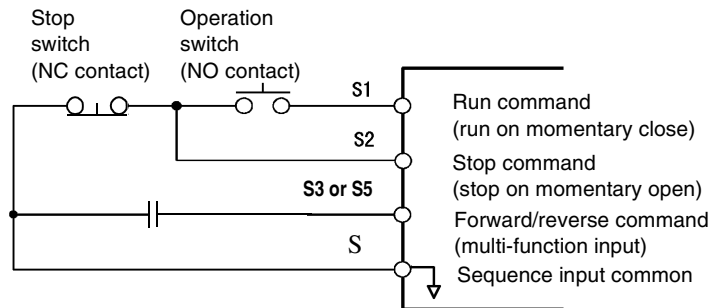 Stop
switch
(NC contact)
Operation
switch
(NO contact)
S1
Run command
(run on momentary close)
S2
Stop command
(stop on momentary open)
S3 or S5
Forward/reverse command
(multi-function input)
S
Sequence input common